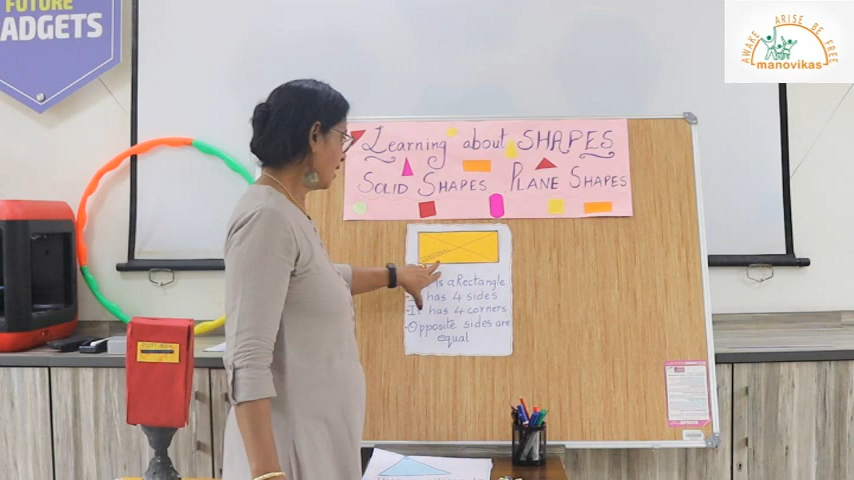 FUTURE
ADGETS
AWAKE ARISE BE FREE
manovikas
Learning about SHAPES
SOLID SHAPES PLANE SHAPES
is a Rectangle
has 4 sides
-It has 4 corners
-Opposite sides are
equal